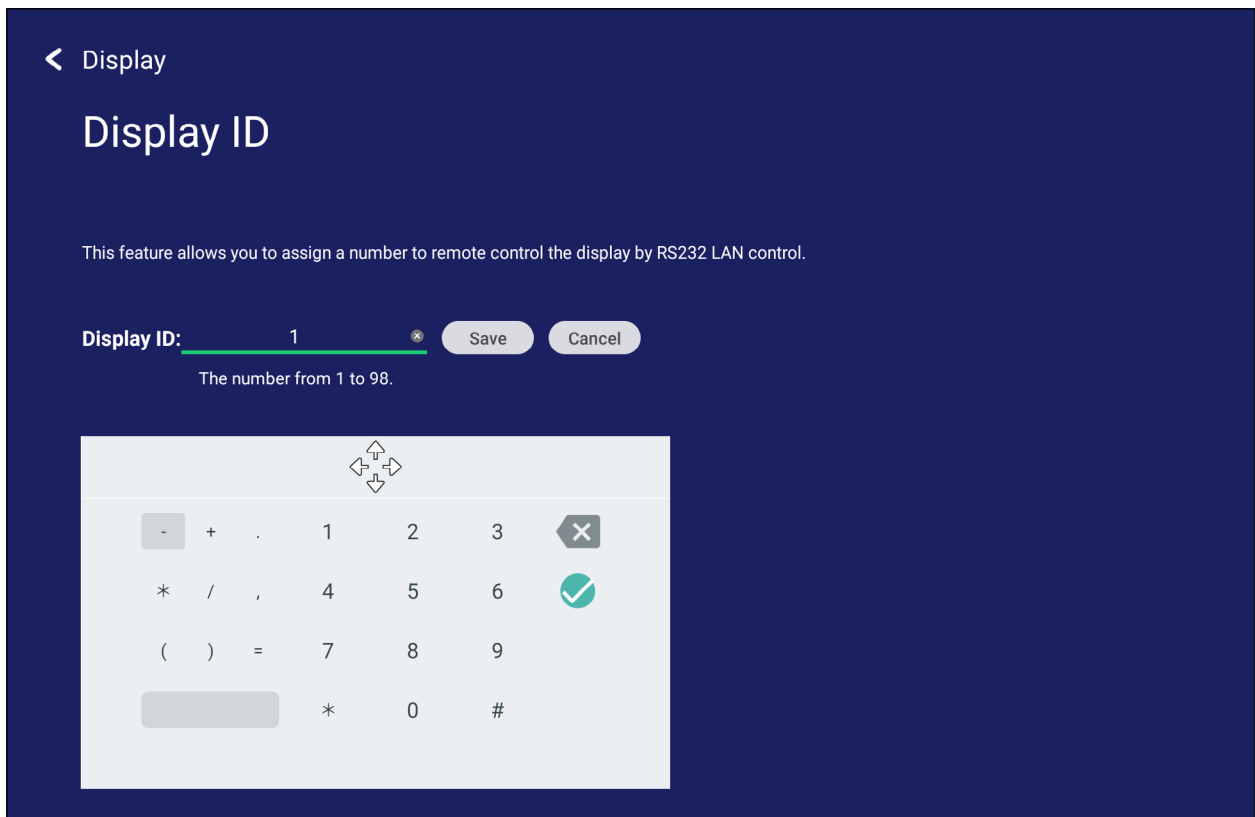 Display
Display ID
This feature allows you to assign a number to remote control the display by RS232 LAN control.
Display ID: 1 Save Cancel
The number from 1 to 98.
- + . 1 2 3
* / , 4 5 6
( ) = 7 8 9
* 0 #